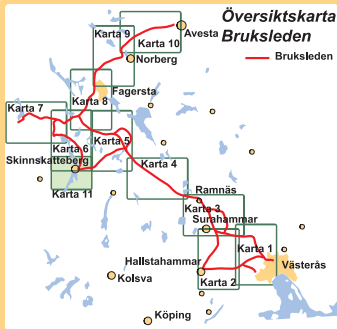 Översiktskarta
Bruksleden
Bruksleden
Karta 9
Karta 10
Avesta
Norberg
Fagersta
Karta 7
Karta 8
Karta 5
Karta 6
Skinnskatteberg
Karta 4
Karta 11
Ramnäs
Karta 3
Surahammar
Karta 1
Hallstahammar
Västerås
Kolsva
Karta 2
Köping